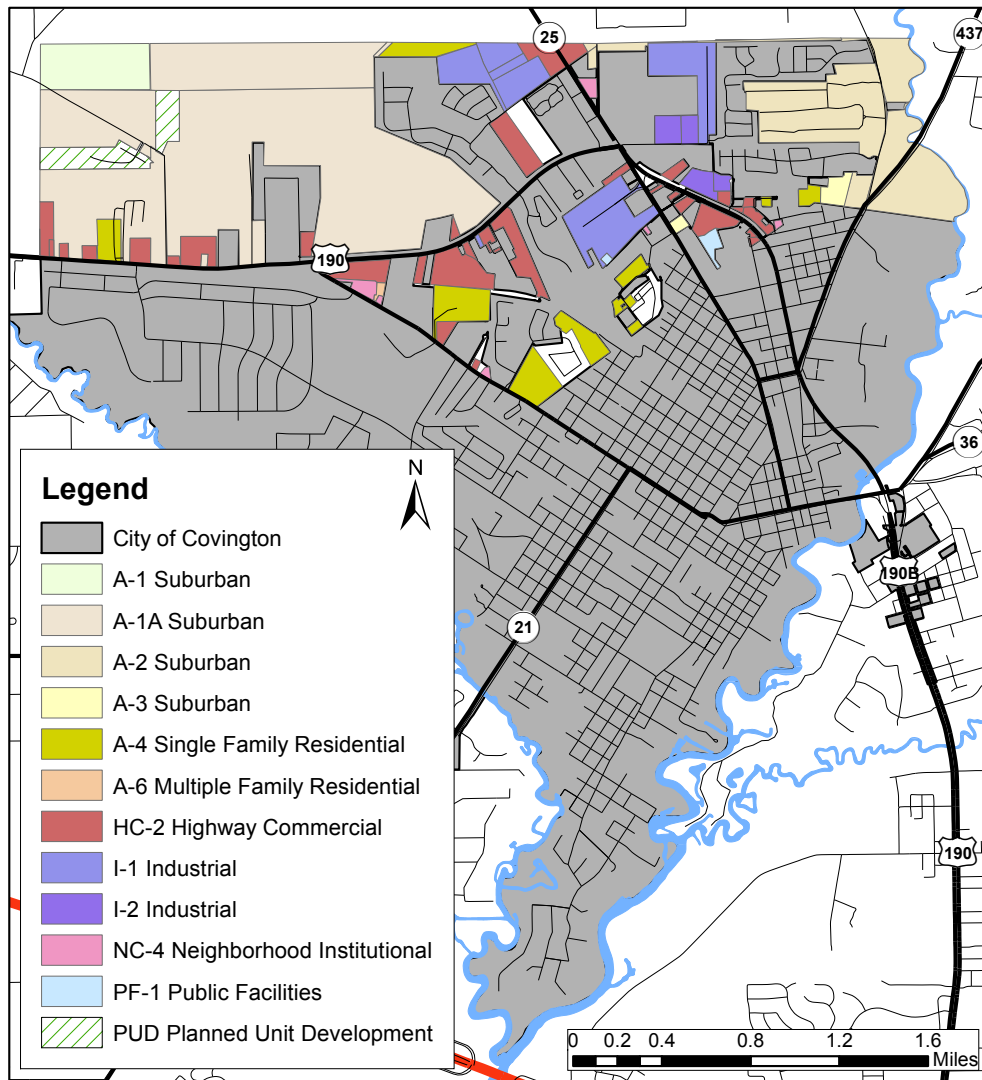 25
437
190
36
190B
21
190
Legend
N
City of Covington
A-1 Suburban
A-1A Suburban
A-2 Suburban
A-3 Suburban
A-4 Single Family Residential
A-6 Multiple Family Residential
HC-2 Highway Commercial
I-1 Industrial
I-2 Industrial
NC-4 Neighborhood Institutional
PF-1 Public Facilities
PUD Planned Unit Development
0 0.2 0.4 0.8 1.2 1.6
Miles